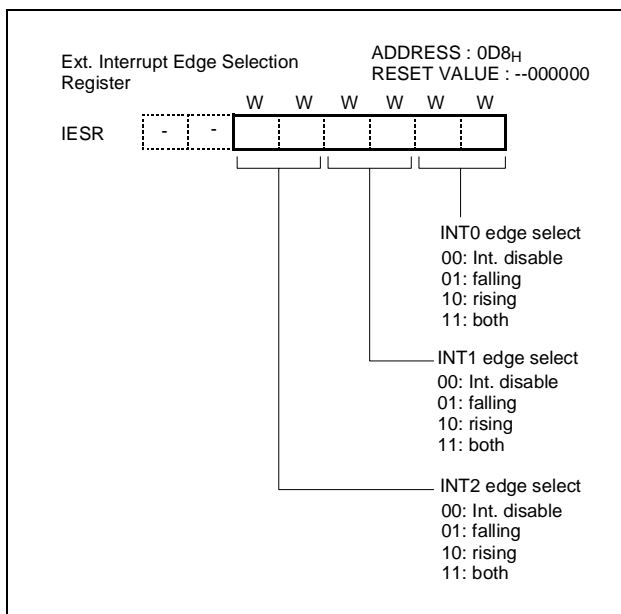 Ext. Interrupt Edge Selection
Register
ADDRESS : 0D8H
RESET VALUE : --000000
W W W W W W
IESR - -
INT0 edge select
00: Int. disable
01: falling
10: rising
11: both
INT1 edge select
00: Int. disable
01: falling
10: rising
11: both
INT2 edge select
00: Int. disable
01: falling
10: rising
11: both